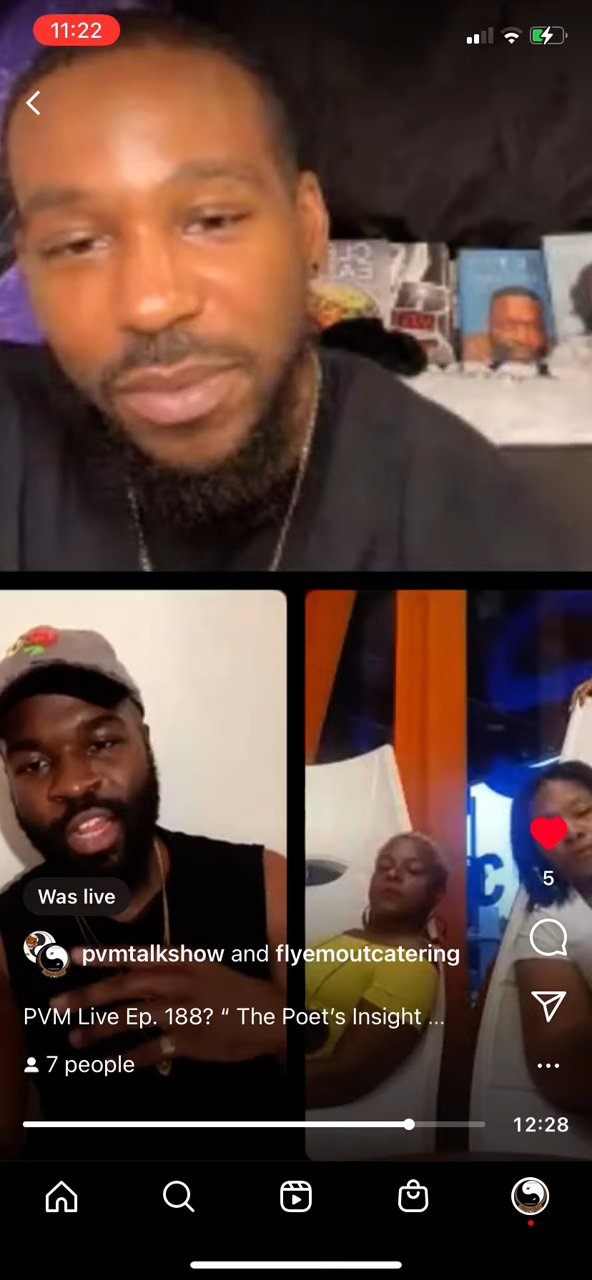 11:22
Was live
pvmtalkshow and flyemoutcatering
PVM Live Ep. 188? “ The Poet’s Insight ...
7 people
5
12:28